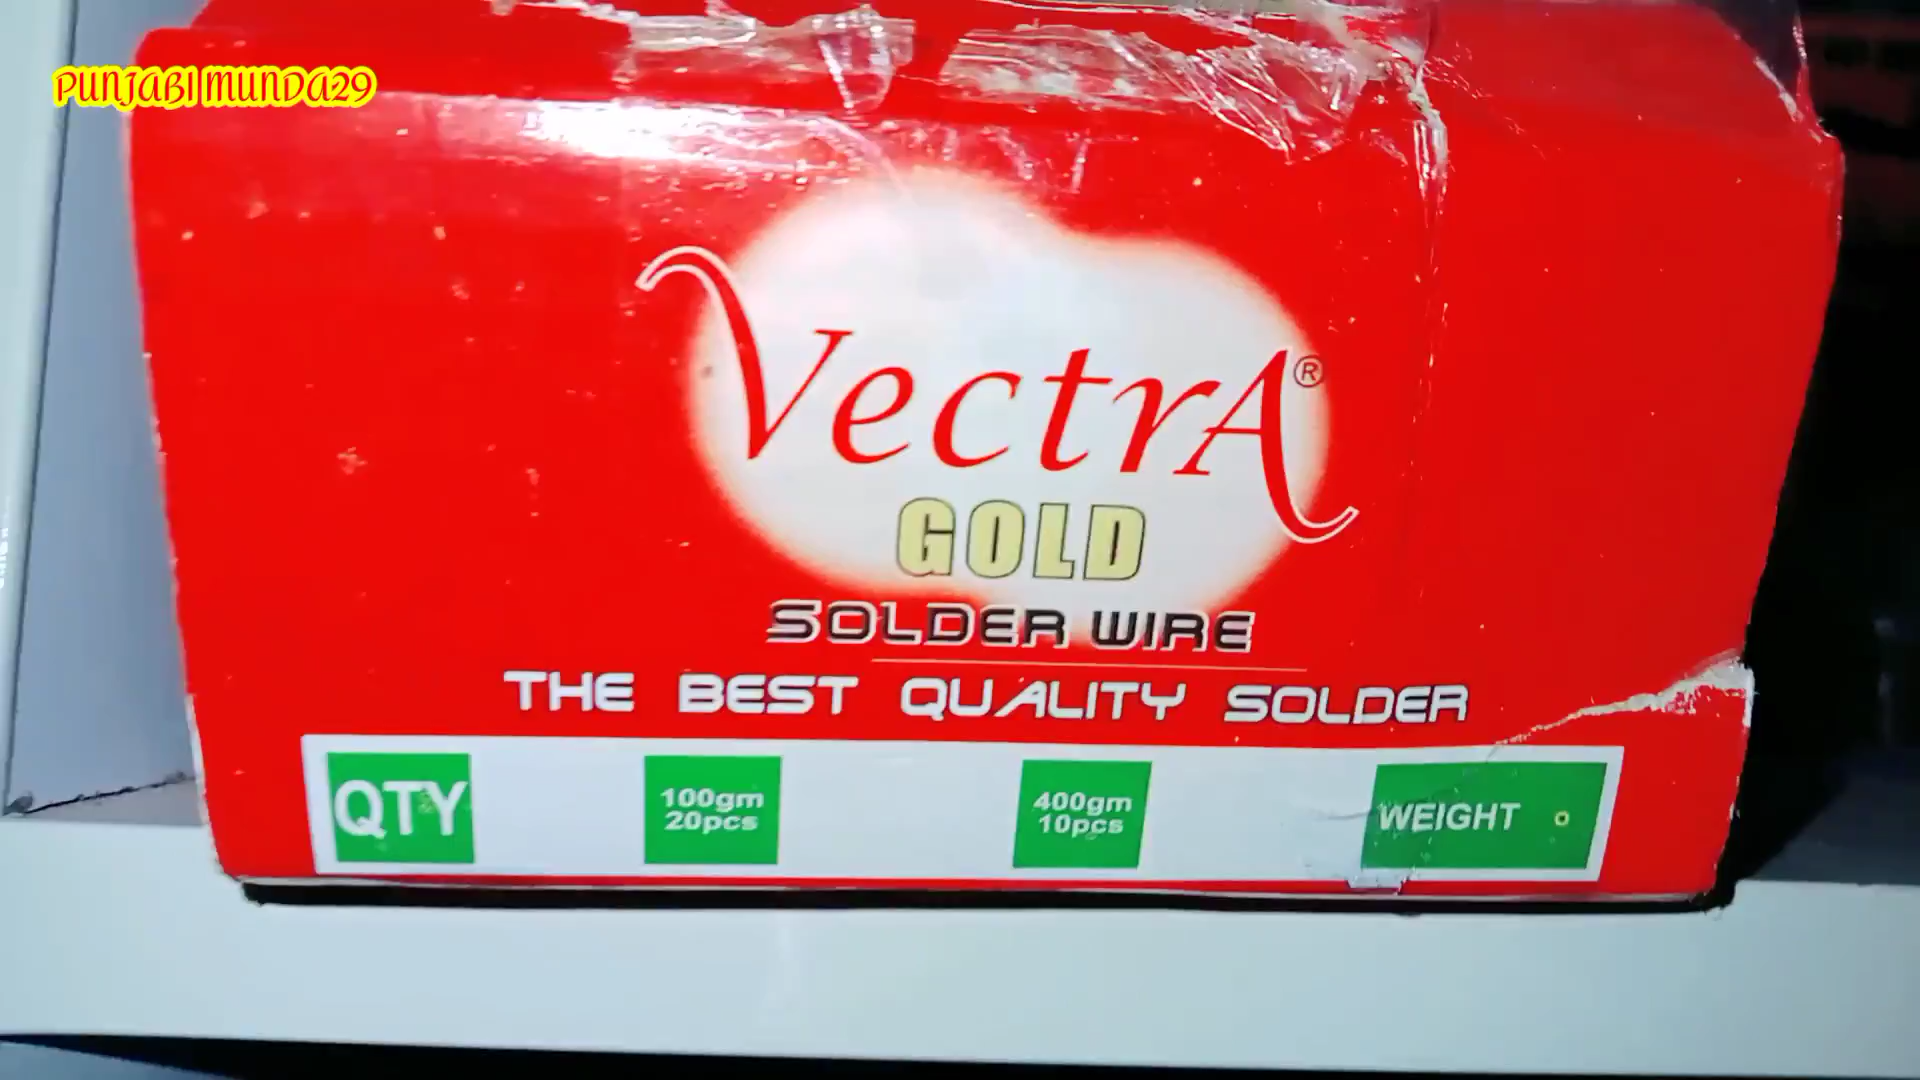 PUNJABI MUNDA29
VectrA®
GOLD
SOLDER WIRE
THE BEST QUALITY SOLDER
QTY
100gm
20pcs
400gm
10pcs
WEIGHT